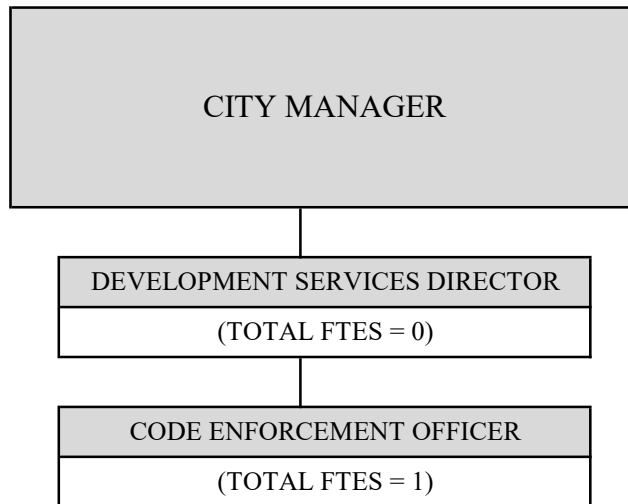 CITY MANAGER
DEVELOPMENT SERVICES DIRECTOR
(TOTAL FTES = 0)
CODE ENFORCEMENT OFFICER
(TOTAL FTES = 1)